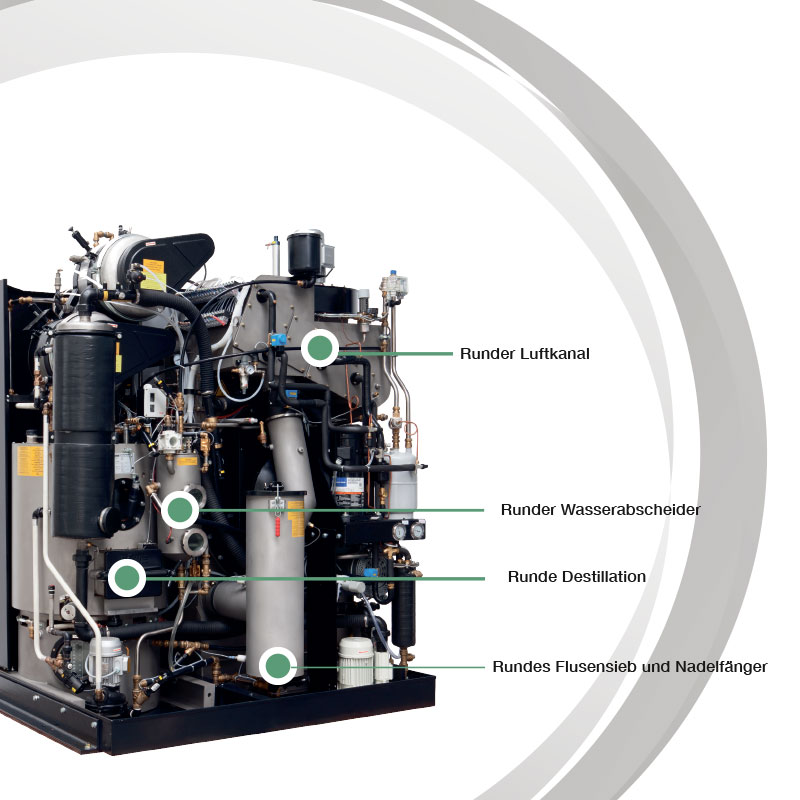 Runder Luftkanal
Runder Wasserabscheider
Runde Destillation
Rundes Flusensieb und Nadelfänger